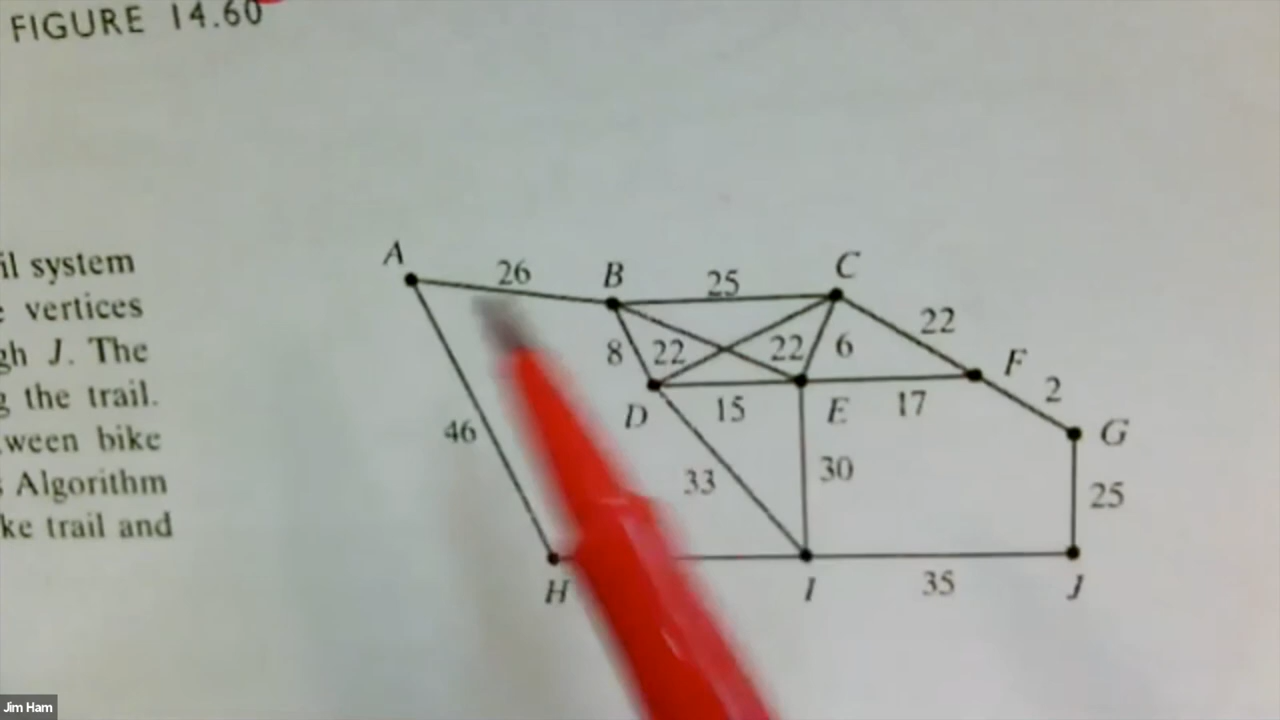 FIGURE 14.60
il system
vertices
gh J. The
the trail.
ween bike
Algorithm
ke trail and
A
26
B
25
C
22
8
22
22
6
F
2
D
15
E
17
G
46
33
30
25
H
I
35
J
Jim Ham